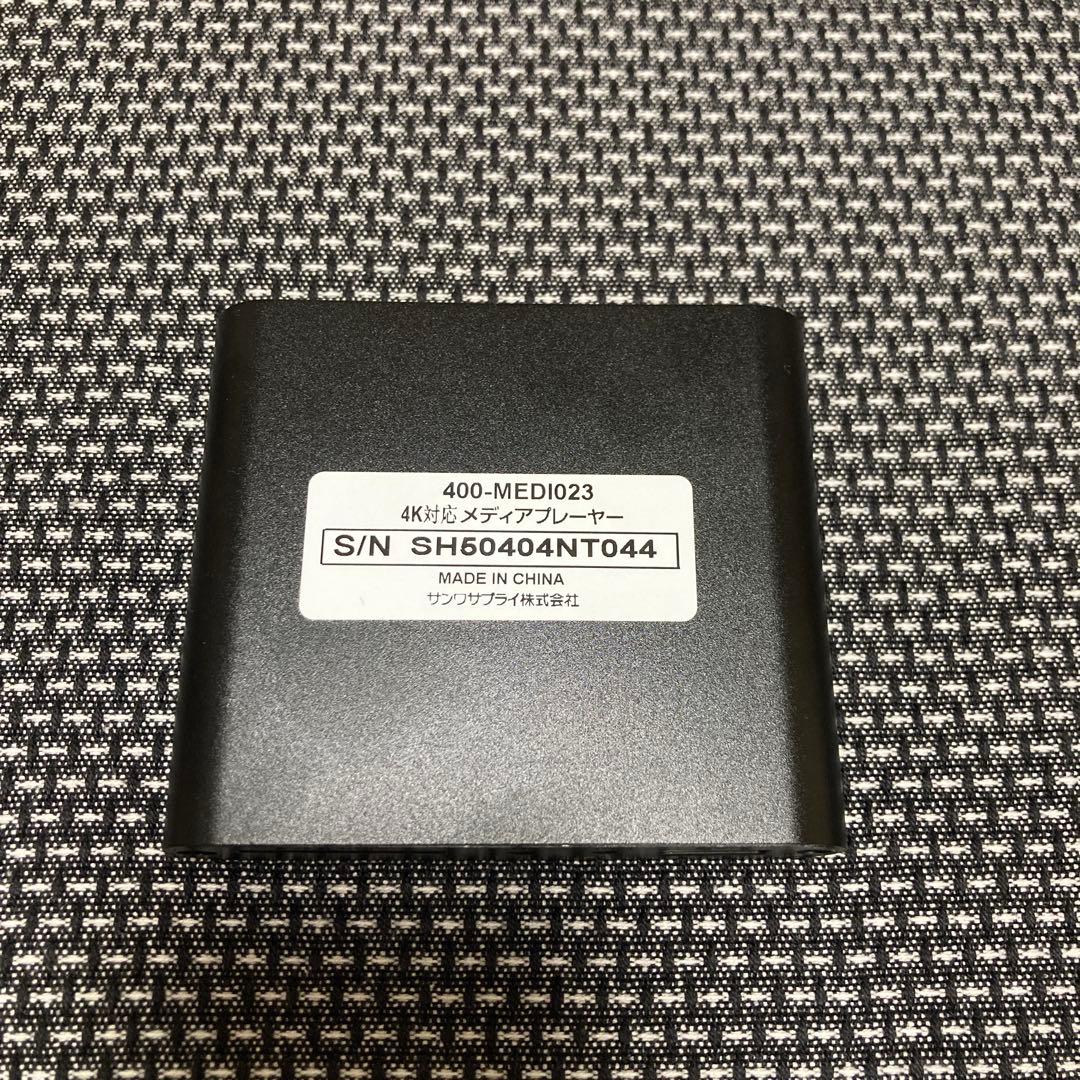 400-MEDI023
4K対応メディアプレーヤー
S/N SH50404NT044
MADE IN CHINA
サンワサプライ株式会社